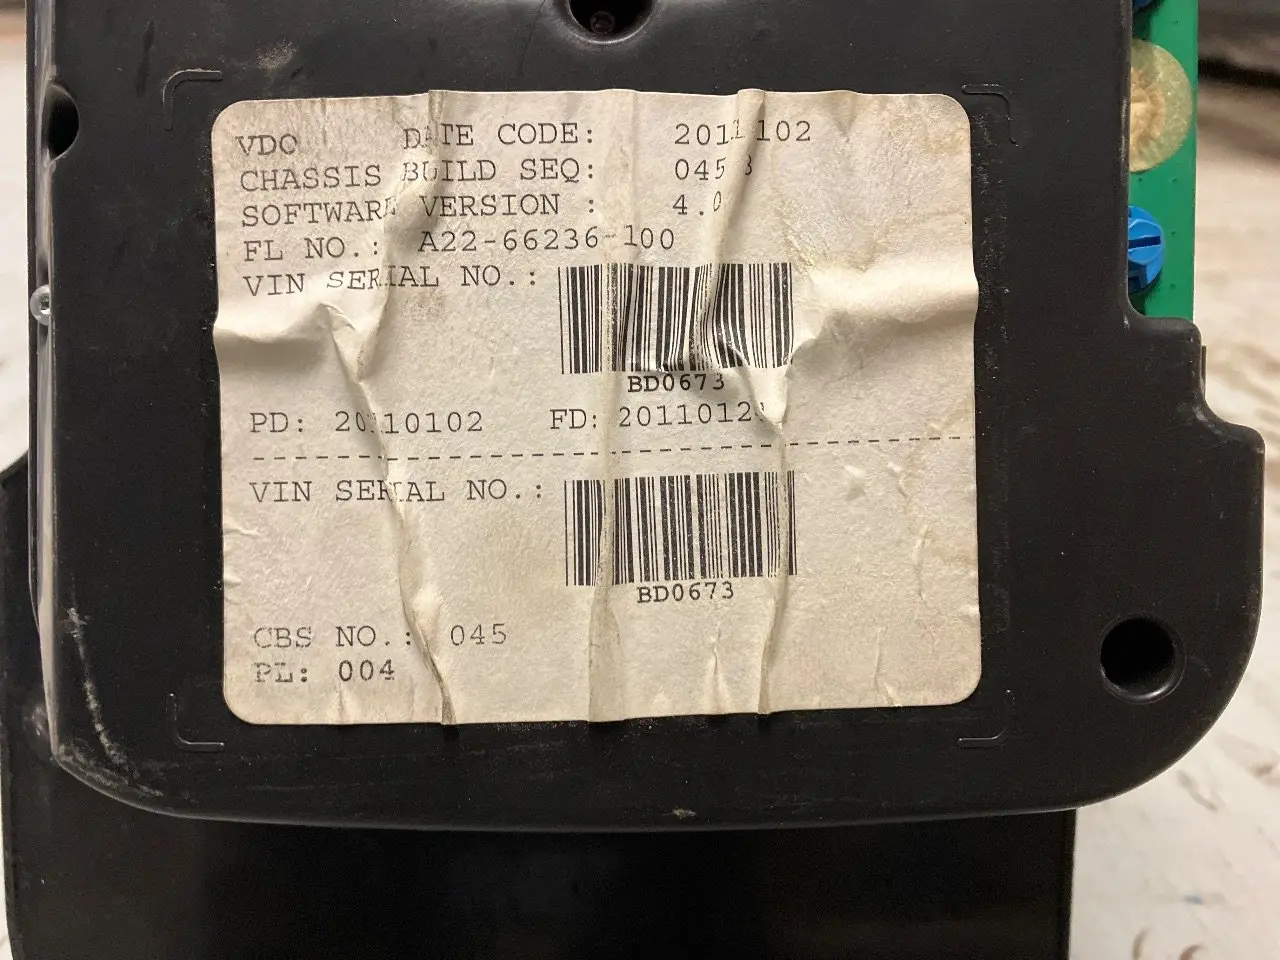 VDO DATE CODE: 2011 102
CHASSIS BUILD SEQ: 045
SOFTWARE VERSION : 4.0
FL NO.: A22-66236-100
VIN SERIAL NO.:
BD0673
PD: 20110102 FD:
VIN SERIAL NO.:
BD0673
CBS NO.: 045
PL: 004